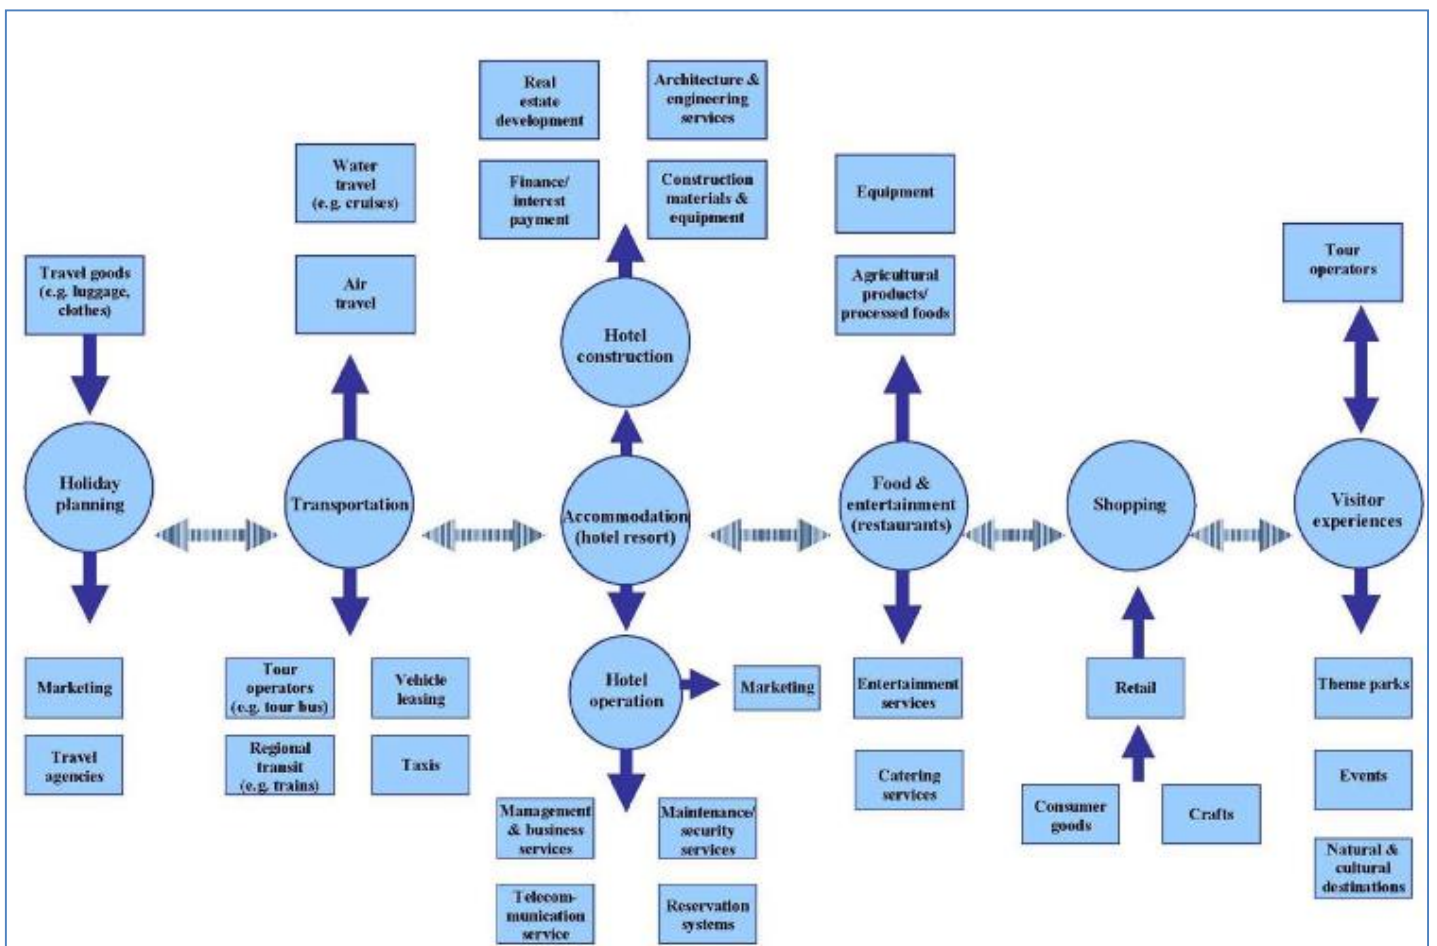 Real
estate
development
Architecture &
engineering
services
Water
travel
(e.g. cruises)
Finance/
interest
payment
Construction
materials &
equipment
Equipment
Travel goods
(e.g. luggage,
clothes)
Air
travel
Agricultural
products/
processed foods
Tour
operators
Hotel
construction
Holiday
planning
Transportation
Accommodation
(hotel resort)
Food &
entertainment
(restaurants)
Shopping
Visitor
experiences
Marketing
Travel
agencies
Tour
operators
(e.g. tour bus)
Vehicle
leasing
Regional
transit
(e.g. trains)
Taxis
Hotel
operation
Marketing
Entertainment
services
Catering
services
Retail
Consumer
goods
Crafts
Theme parks
Events
Natural &
cultural
destinations
Management
& business
services
Maintenance/
security
services
Telecom-
munication
service
Reservation
systems